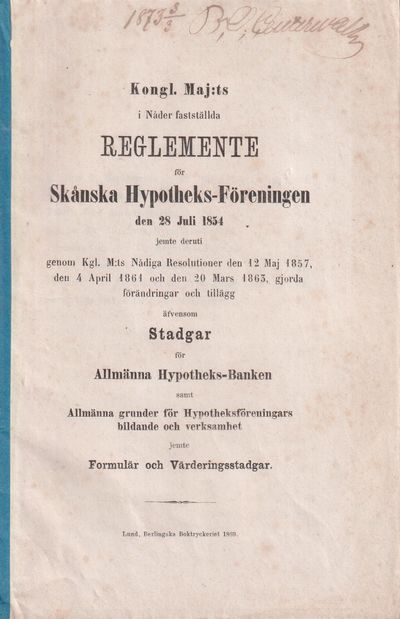 1873 3/3
Kongl. Maj:ts
i Nåder fastställda
REGLEMENTE
för
Skånska Hypotheks-Föreningen
den 28 Juli 1854
jemte deruti
genom Kgl. M:ts Nådiga Resolutioner den 12 Maj 1857,
den 4 April 1861 och den 20 Mars 1863, gjorda
förändringar och tillägg
äfvensom
Stadgar
för
Allmänna Hypotheks-Banken
samt
Allmänna grunder för Hypotheksföreningars
bildande och verksamhet
jemte
Formulär och Värderingsstadgar.
Lund, Berlingska Boktryckeriet 1869.